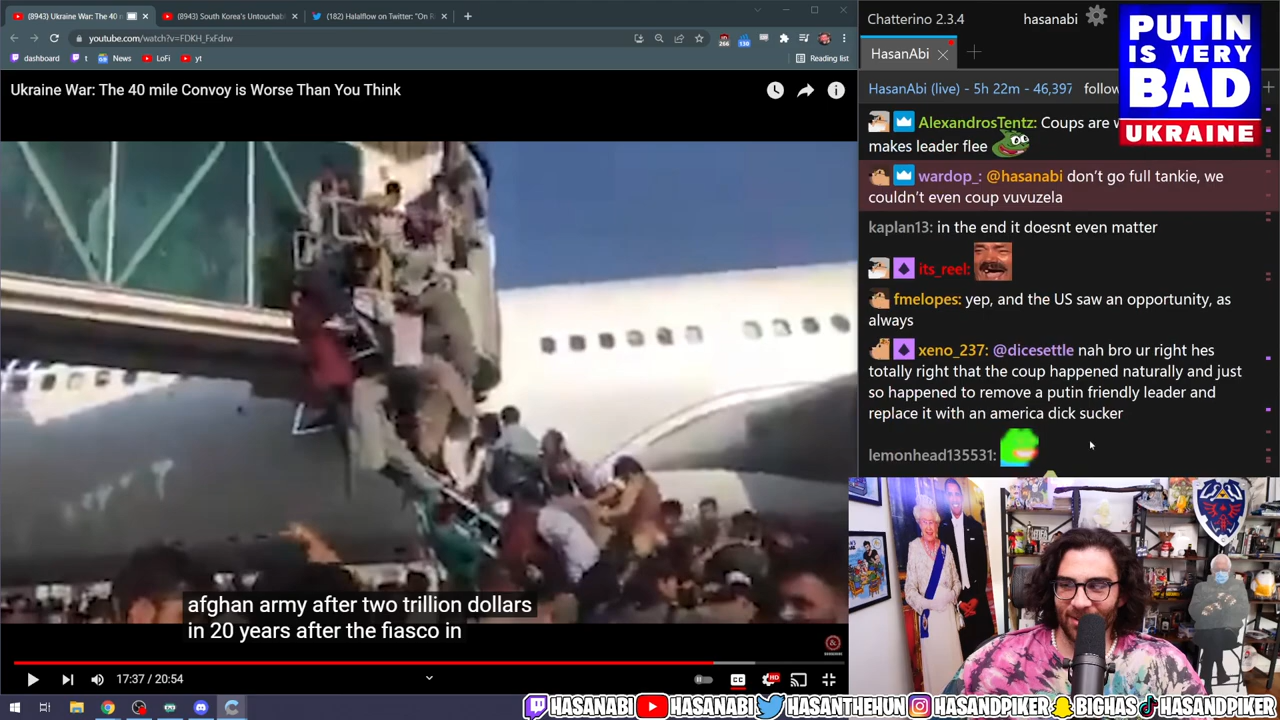 (8943) Ukraine War: The 40 m
(8943) South Korea's Untouchab
(182) Halalflow on Twitter: "On R
youtube.com/watch?v=FDKH_FxFdrw
266
130
dashboard
t
News
LoFi
yt
Reading list
Ukraine War: The 40 mile Convoy is Worse Than You Think
afghan army after two trillion dollars
in 20 years after the fiasco in
17:37 / 20:54
CC
HD
Chatterino 2.3.4
hasanabi
HasanAbi
HasanAbi (live) - 5h 22m - 46,397
follow
PUTIN
IS VERY
BAD
UKRAINE
AlexandrosTentz: Coups are w
makes leader flee
wardop_: @hasanabi don't go full tankie, we
couldn't even coup vuvuzela
kaplan13: in the end it doesnt even matter
its_reel:
fmelopes: yep, and the US saw an opportunity, as
always
xeno_237: @dicesettle nah bro ur right hes
totally right that the coup happened naturally and just
so happened to remove a putin friendly leader and
replace it with an america dick sucker
lemonhead135531:
HASANABI HASANABI HASANTHEHUN HASANDPIKER BIGHAS HASANDPIKER